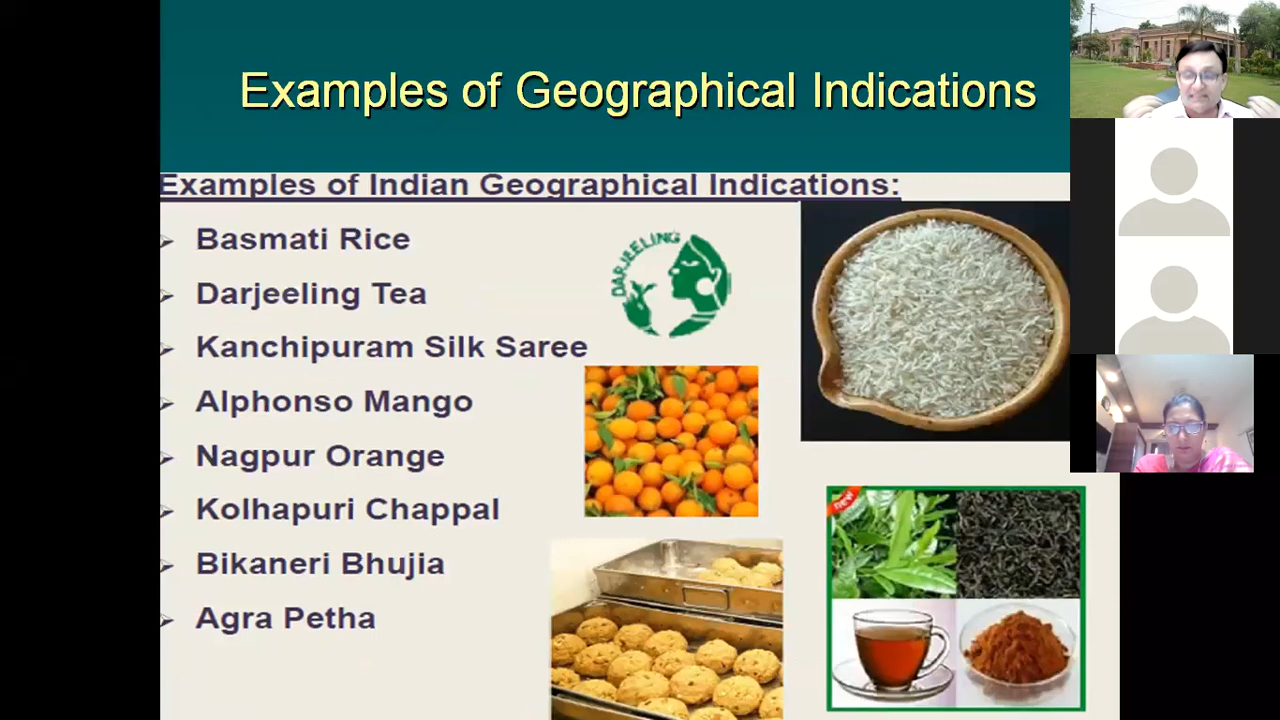 Examples of Geographical Indications
Examples of Indian Geographical Indications:
Basmati Rice
DARJEELING
Darjeeling Tea
Kanchipuram Silk Saree
Alphonso Mango
Nagpur Orange
NEW
Kolhapuri Chappal
Bikaneri Bhujia
Agra Petha